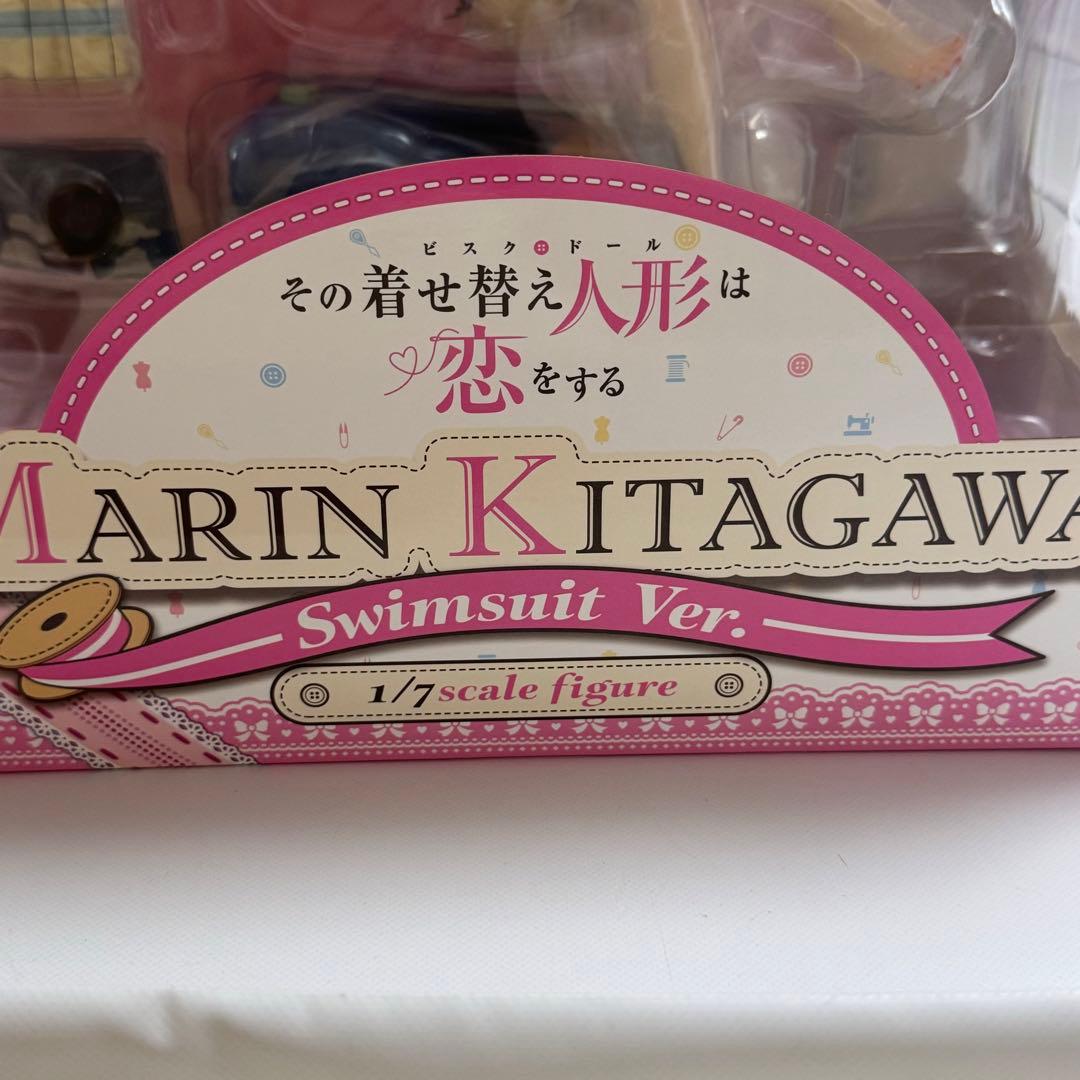 ビスク・ドール
その着せ替え人形は
恋をする
MARIN KITAGAWA
Swimsuit Ver.
1/7 scale figure